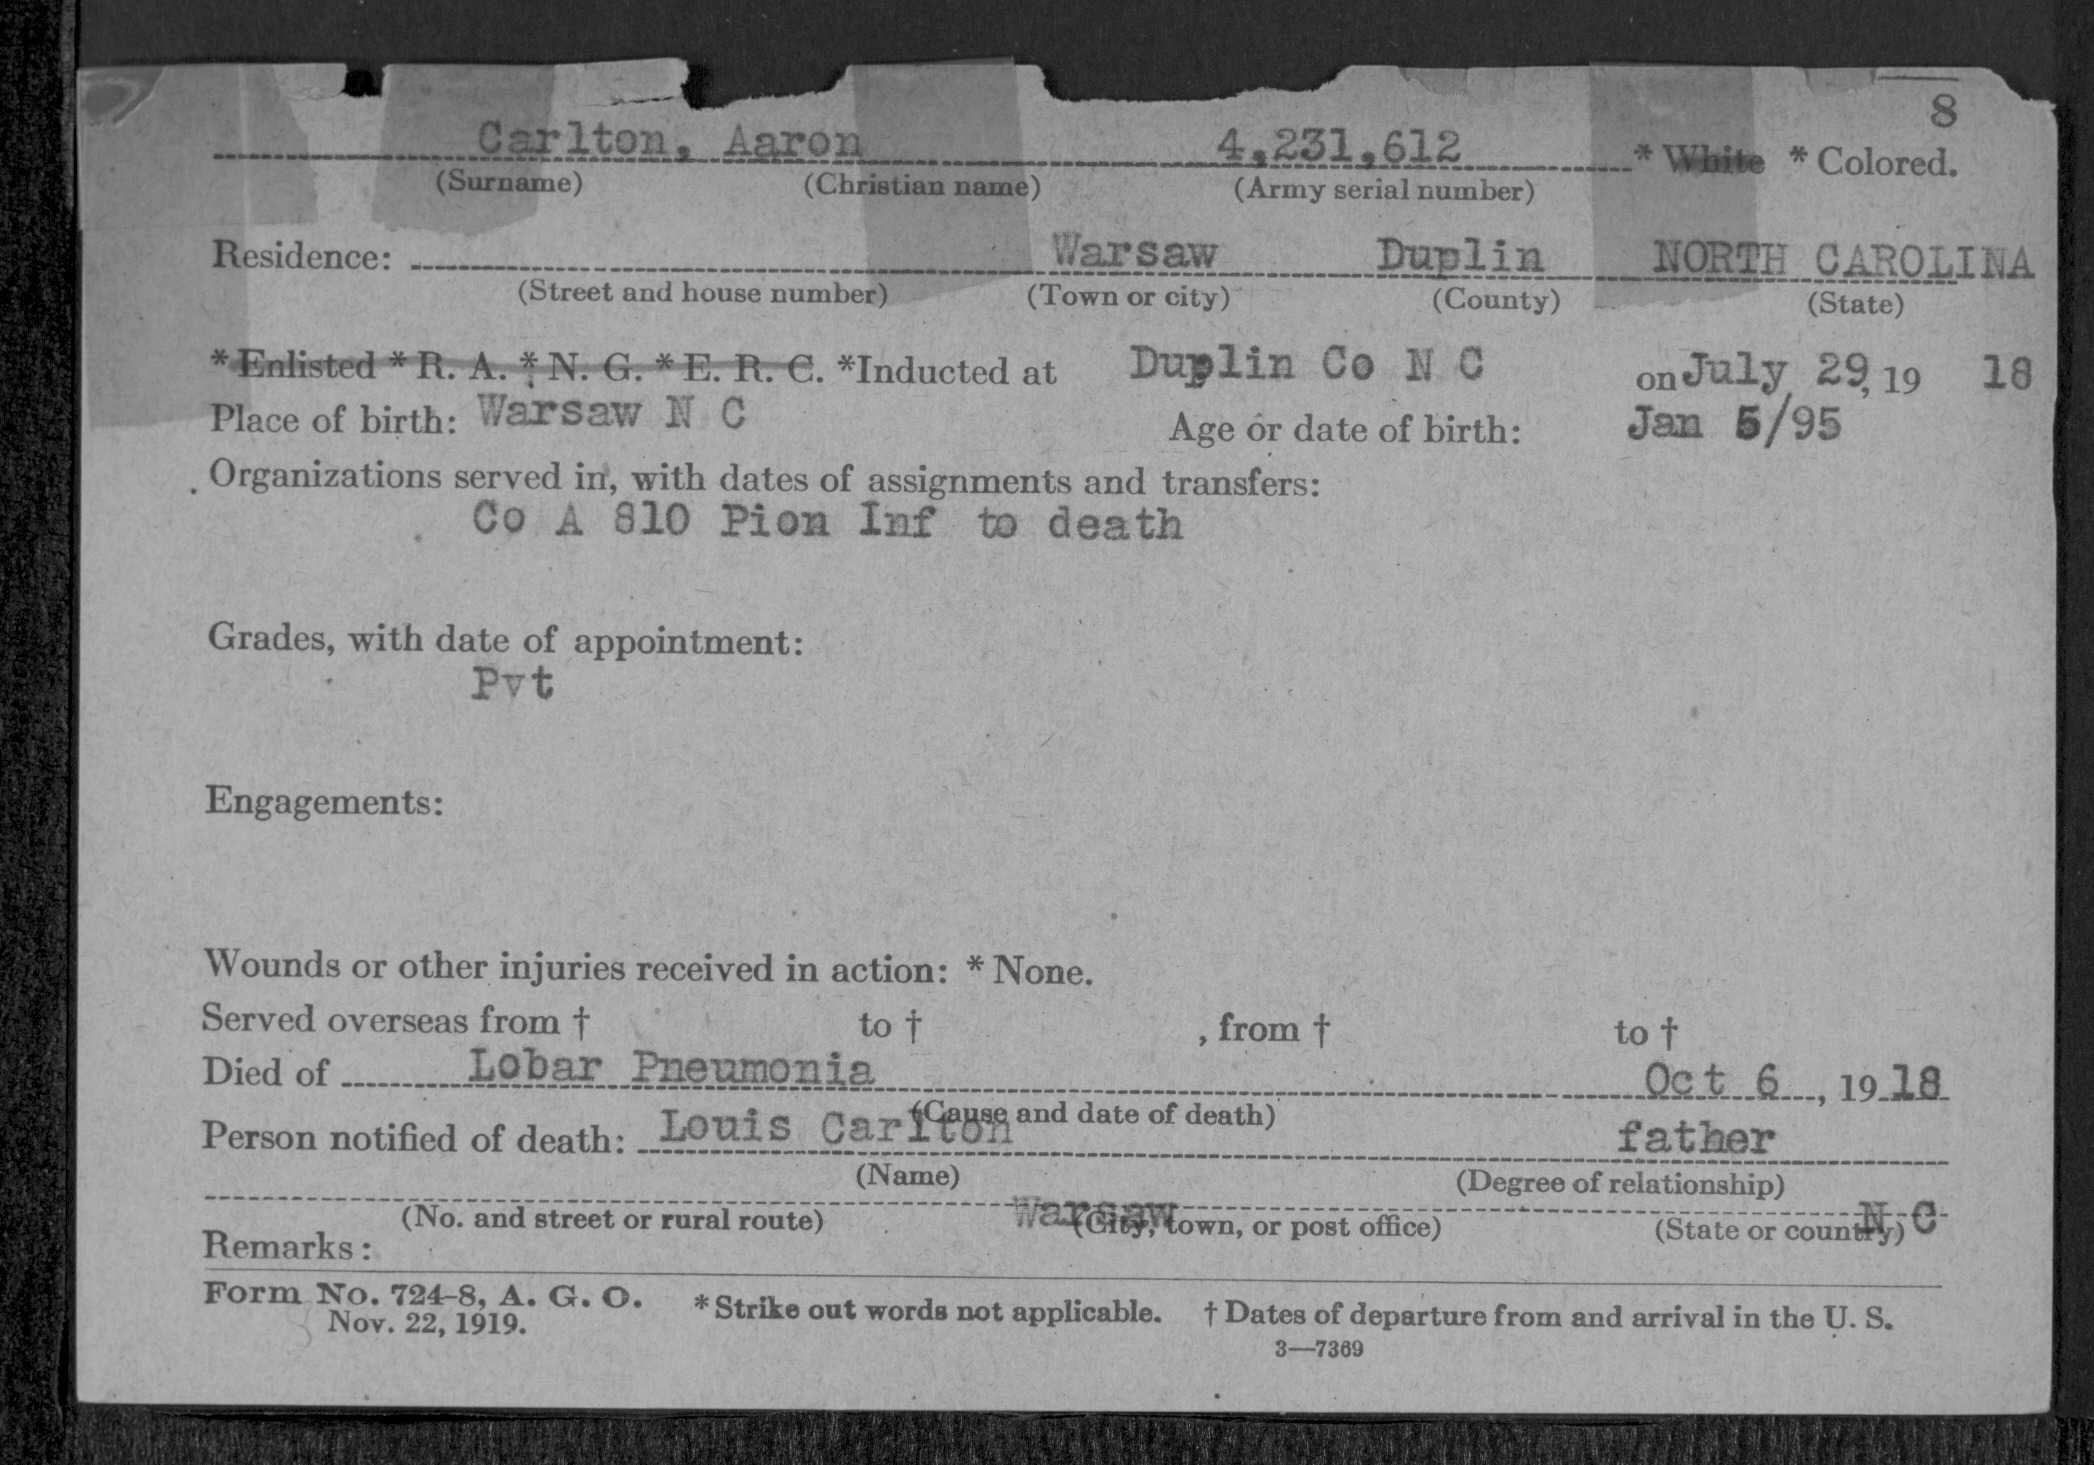 8
Carlton, Aaron 4,231,612 * White * Colored.
(Surname) (Christian name) (Army serial number)
Residence: Warsaw Duplin NORTH CAROLINA
(Street and house number) (Town or city) (County) (State)
*Enlisted *R. A. *N. G. *E. R. C. *Inducted at Duplin Co N C on July 29, 19 18
Place of birth: Warsaw N C Age or date of birth: Jan 5/95
Organizations served in, with dates of assignments and transfers:
Co A 810 Pion Inf to death
Grades, with date of appointment:
Pvt
Engagements:
Wounds or other injuries received in action: * None.
Served overseas from † to † , from † to †
Died of Lobar Pneumonia Oct 6, 1918
(Cause and date of death)
Person notified of death: Louis Carlton father
(Name) (Degree of relationship)
Warsaw N C
(No. and street or rural route) (City, town, or post office) (State or country)
Remarks:
Form No. 724-8, A. G. O. *Strike out words not applicable. † Dates of departure from and arrival in the U. S.
Nov. 22, 1919.
3—7369